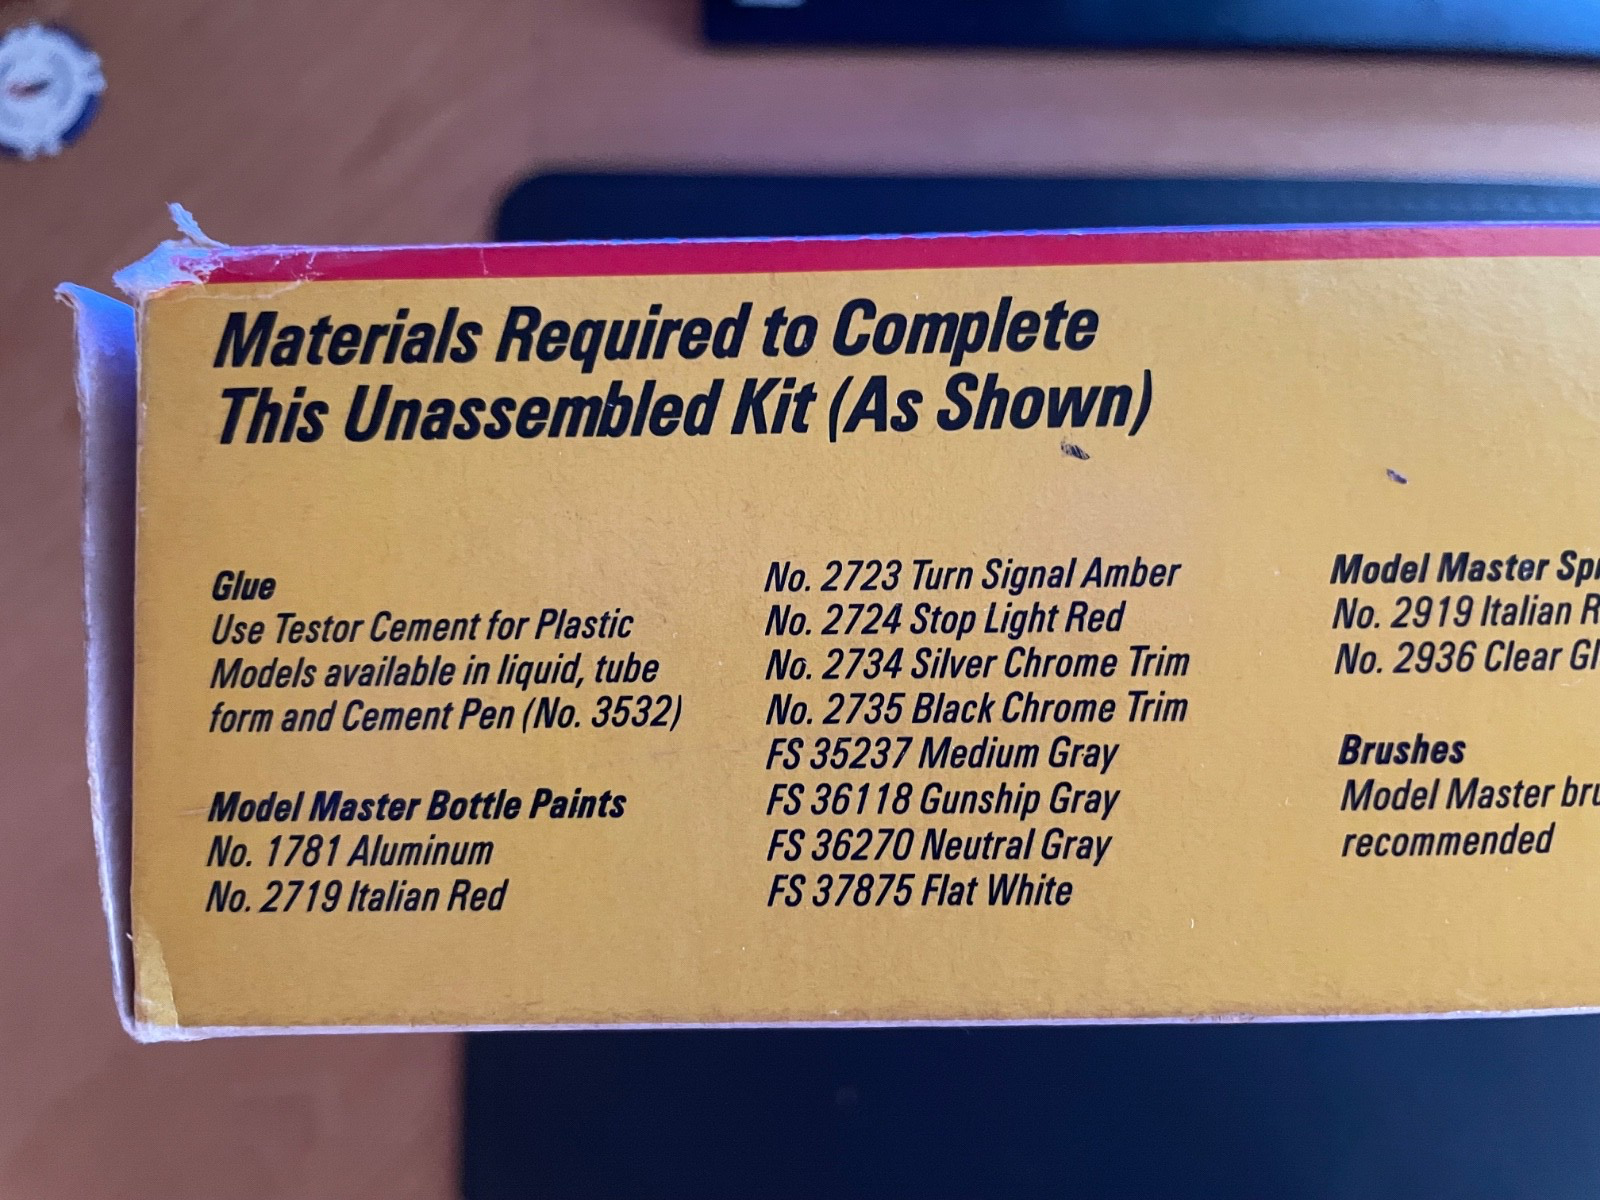 Materials Required to Complete
This Unassembled Kit (As Shown)
Glue
Use Testor Cement for Plastic
Models available in liquid, tube
form and Cement Pen (No. 3532)
Model Master Bottle Paints
No. 1781 Aluminum
No. 2719 Italian Red
No. 2723 Turn Signal Amber
No. 2724 Stop Light Red
No. 2734 Silver Chrome Trim
No. 2735 Black Chrome Trim
FS 35237 Medium Gray
FS 36118 Gunship Gray
FS 36270 Neutral Gray
FS 37875 Flat White
Model Master
No. 2919 Italian
No. 2936 Clear
Brushes
Model Master
recommended